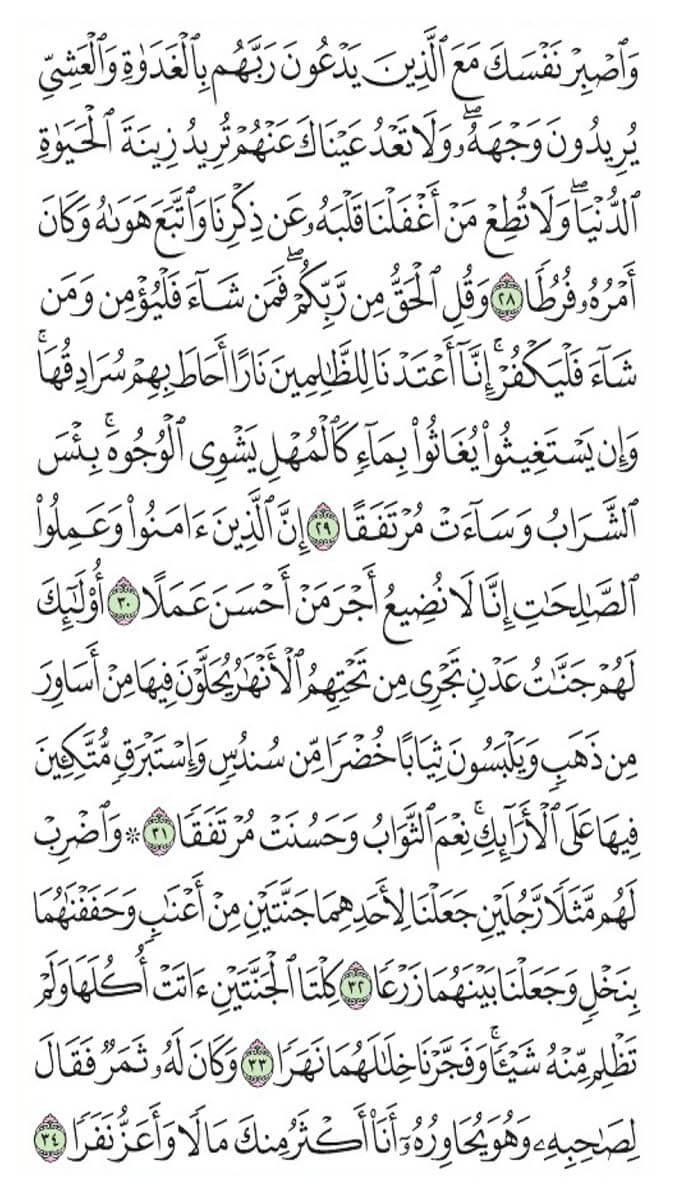 وَٱصۡبِرۡ نَفۡسَكَ مَعَ ٱلَّذِينَ يَدۡعُونَ رَبَّهُم بِٱلۡغَدَوٰةِ وَٱلۡعَشِيِّ
يُرِيدُونَ وَجۡهَهُۥۖ وَلَا تَعۡدُ عَيۡنَاكَ عَنۡهُمۡ تُرِيدُ زِينَةَ ٱلۡحَيَوٰةِ
ٱلدُّنۡيَاۖ وَلَا تُطِعۡ مَنۡ أَغۡفَلۡنَا قَلۡبَهُۥ عَن ذِكۡرِنَا وَٱتَّبَعَ هَوَىٰهُ وَكَانَ
أَمۡرُهُۥ فُرُطٗا ٢٨ وَقُلِ ٱلۡحَقُّ مِن رَّبِّكُمۡۖ فَمَن شَآءَ فَلۡيُؤۡمِن وَمَن
شَآءَ فَلۡيَكۡفُرۡۚ إِنَّآ أَعۡتَدۡنَا لِلظَّٰلِمِينَ نَارًا أَحَاطَ بِهِمۡ سُرَادِقُهَاۚ
وَإِن يَسۡتَغِيثُواْ يُغَاثُواْ بِمَآءٖ كَٱلۡمُهۡلِ يَشۡوِي ٱلۡوُجُوهَۚ بِئۡسَ
ٱلشَّرَابُ وَسَآءَتۡ مُرۡتَفَقًا ٢٩ إِنَّ ٱلَّذِينَ ءَامَنُواْ وَعَمِلُواْ
ٱلصَّٰلِحَٰتِ إِنَّا لَا نُضِيعُ أَجۡرَ مَنۡ أَحۡسَنَ عَمَلًا ٣٠ أُوْلَٰٓئِكَ
لَهُمۡ جَنَّٰتُ عَدۡنٖ تَجۡرِي مِن تَحۡتِهِمُ ٱلۡأَنۡهَٰرُ يُحَلَّوۡنَ فِيهَا مِنۡ أَسَاوِرَ
مِن ذَهَبٖ وَيَلۡبَسُونَ ثِيَابًا خُضۡرٗا مِّن سُندُسٖ وَإِسۡتَبۡرَقٖ مُّتَّكِـِٔينَ
فِيهَا عَلَى ٱلۡأَرَآئِكِۚ نِعۡمَ ٱلثَّوَابُ وَحَسُنَتۡ مُرۡتَفَقٗا ٣١ ۞ وَٱضۡرِبۡ
لَهُم مَّثَلٗا رَّجُلَيۡنِ جَعَلۡنَا لِأَحَدِهِمَا جَنَّتَيۡنِ مِنۡ أَعۡنَٰبٖ وَحَفَفۡنَٰهُمَا
بِنَخۡلٖ وَجَعَلۡنَا بَيۡنَهُمَا زَرۡعٗا ٣٢ كِلۡتَا ٱلۡجَنَّتَيۡنِ ءَاتَتۡ أُكُلَهَا وَلَمۡ
تَظۡلِم مِّنۡهُ شَيۡـٔٗاۚ وَفَجَّرۡنَا خِلَٰلَهُمَا نَهَرٗا ٣٣ وَكَانَ لَهُۥ ثَمَرٞ فَقَالَ
لِصَٰحِبِهِۦ وَهُوَ يُحَاوِرُهُۥٓ أَنَا۠ أَكۡثَرُ مِنكَ مَالٗا وَأَعَزُّ نَفَرٗا ٣٤